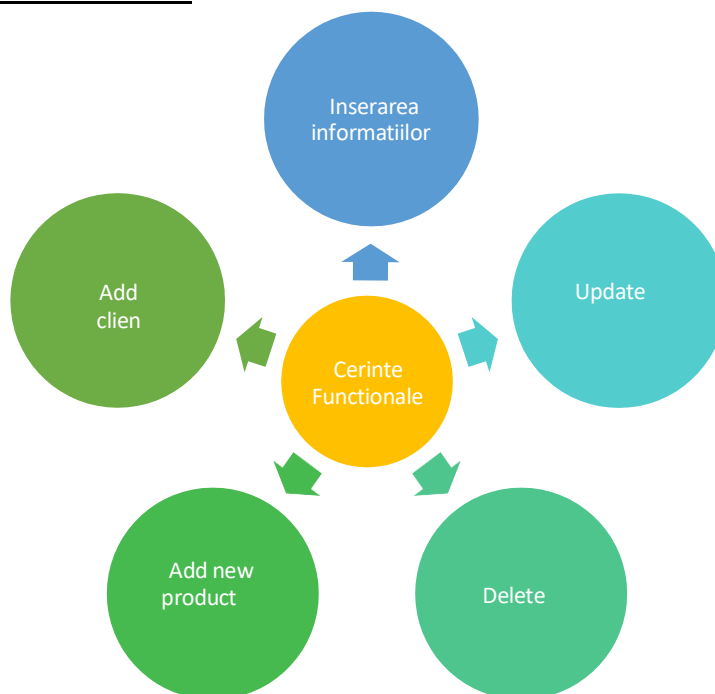 Inserarea
informatiilor
Update
Add
clien
Cerinte
Functionale
Add new
product
Delete